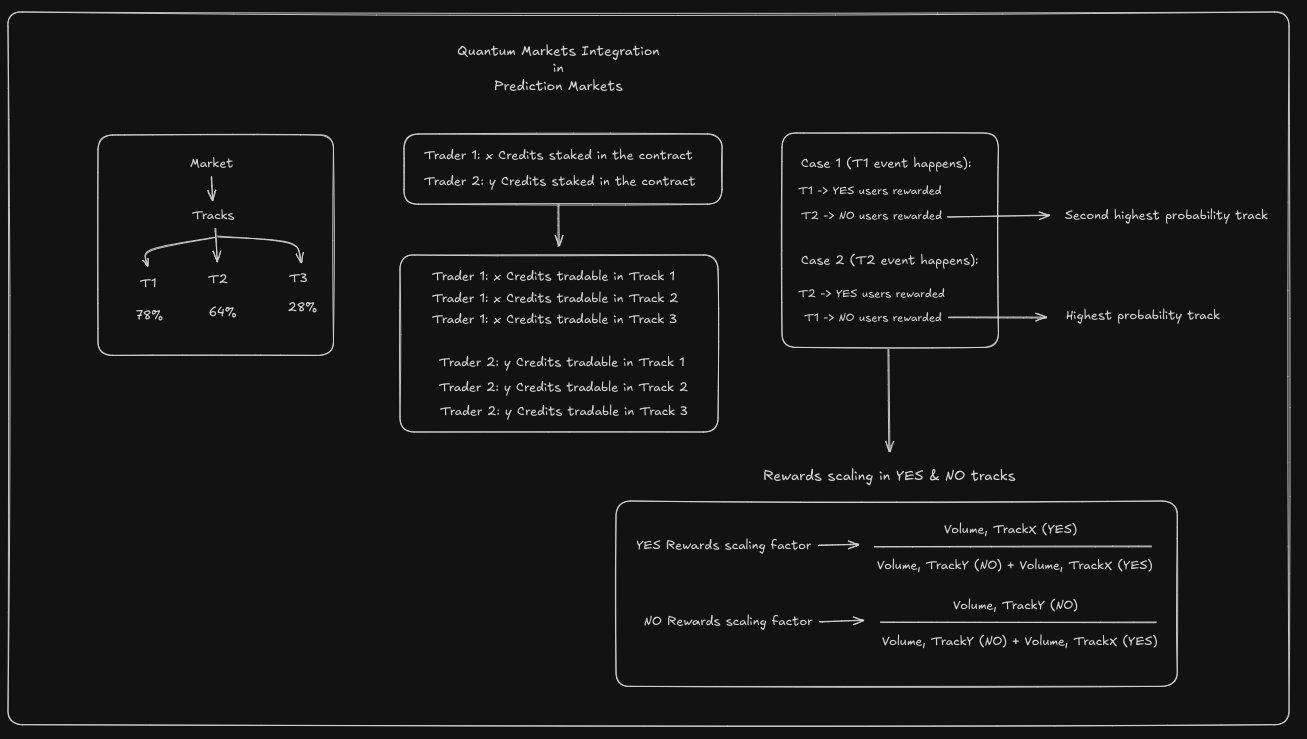 Quantum Markets Integration
in
Prediction Markets
Market
Tracks
T1
T2
T3
78%
64%
28%
Trader 1: x Credits staked in the contract
Trader 2: y Credits staked in the contract
Trader 1: x Credits tradable in Track 1
Trader 1: x Credits tradable in Track 2
Trader 1: x Credits tradable in Track 3
Trader 2: y Credits tradable in Track 1
Trader 2: y Credits tradable in Track 2
Trader 2: y Credits tradable in Track 3
Case 1 (T1 event happens):
T1 -> YES users rewarded
T2 -> NO users rewarded
Second highest probability track
Case 2 (T2 event happens):
T2 -> YES users rewarded
T1 -> NO users rewarded
Highest probability track
Rewards scaling in YES & NO tracks
YES Rewards scaling factor
Volume, TrackX (YES)
Volume, TrackY (NO) + Volume, TrackX (YES)
NO Rewards scaling factor
Volume, TrackY (NO)
Volume, TrackY (NO) + Volume, TrackX (YES)